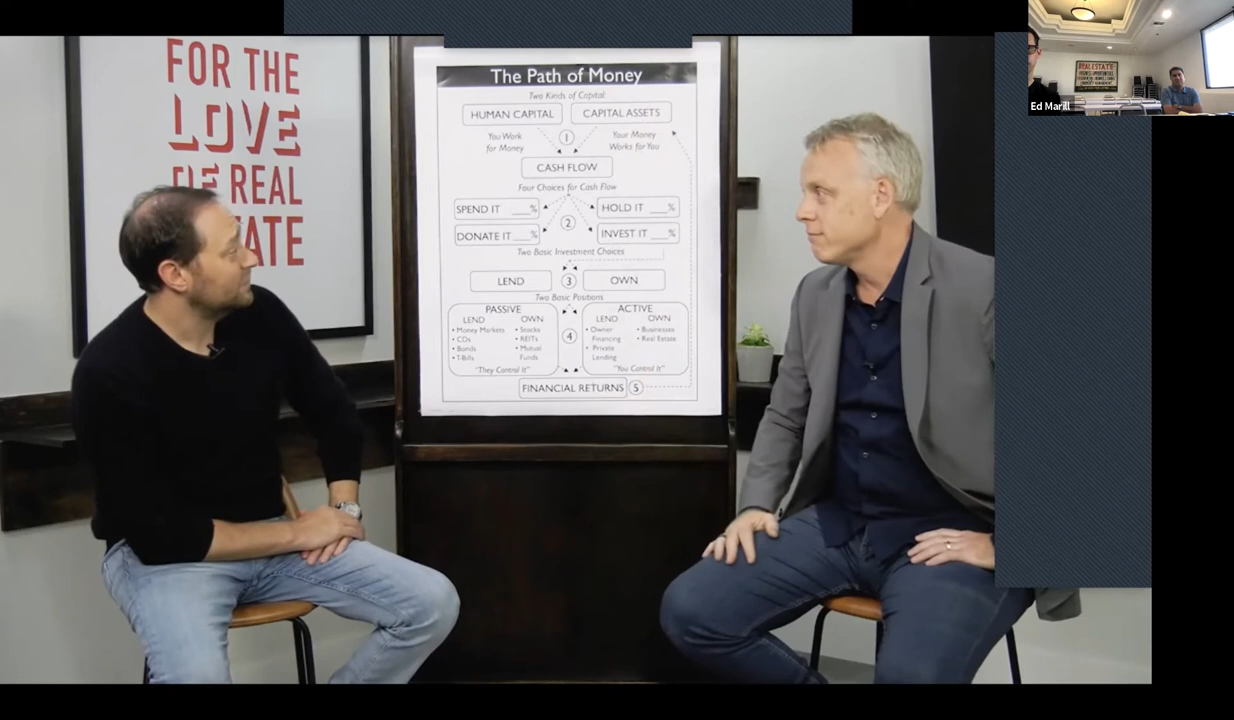 FOR THE
LOVE
OF REAL
ATE
The Path of Money
Two Kinds of Capital:
HUMAN CAPITAL
CAPITAL ASSETS
You Work
for Money
1
Your Money
Works for You
CASH FLOW
Four Choices for Cash Flow
SPEND IT ___%
HOLD IT ___%
2
DONATE IT ___%
INVEST IT ___%
Two Basic Investment Choices
LEND
3
OWN
Two Basic Positions
PASSIVE
LEND
• Money Markets
• CDs
• Bonds
• T-Bills
OWN
• Stocks
• REITs
• Mutual
Funds
"They Control It"
4
ACTIVE
LEND
• Owner
Financing
• Private
Lending
OWN
• Businesses
• Real Estate
"You Control It"
FINANCIAL RETURNS 5
REAL ESTATE
Ed Marill